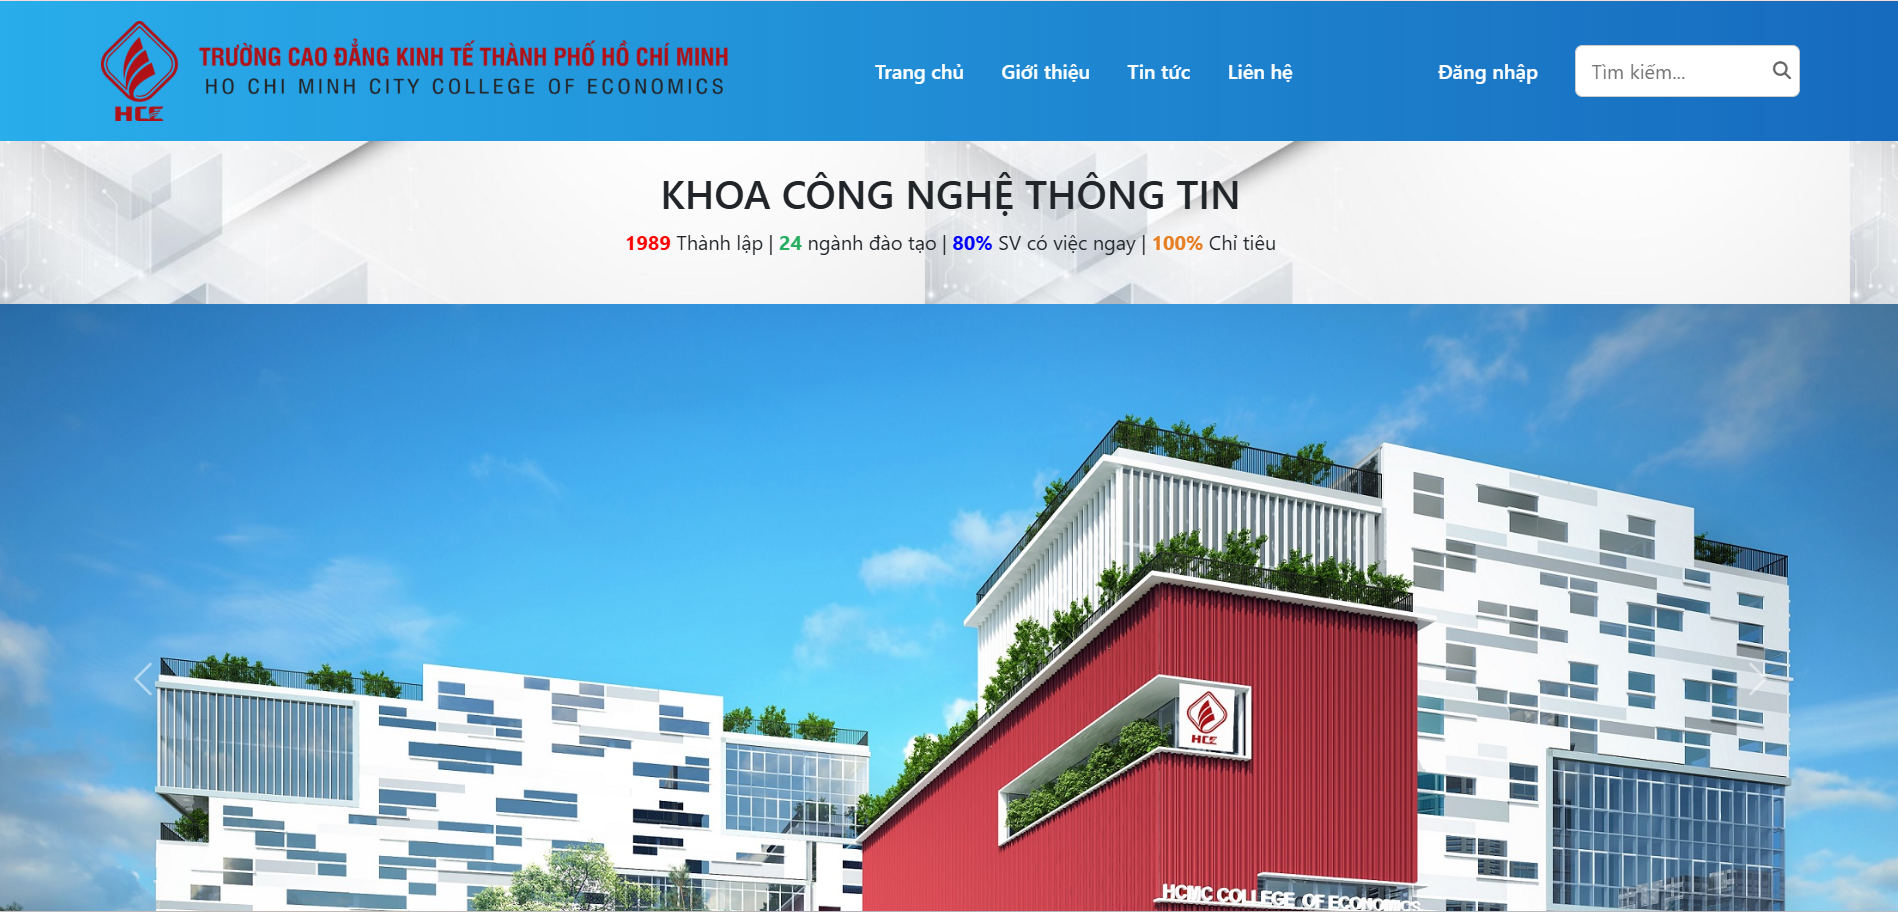 TRƯỜNG CAO ĐẲNG KINH TẾ THÀNH PHỐ HỒ CHÍ MINH
HO CHI MINH CITY COLLEGE OF ECONOMICS
HCE
Trang chủ Giới thiệu Tin tức Liên hệ Đăng nhập Tìm kiếm...
KHOA CÔNG NGHỆ THÔNG TIN
1989 Thành lập | 24 ngành đào tạo | 80% SV có việc ngay | 100% Chỉ tiêu
HCE
HCMC COLLEGE OF ECONOMICS